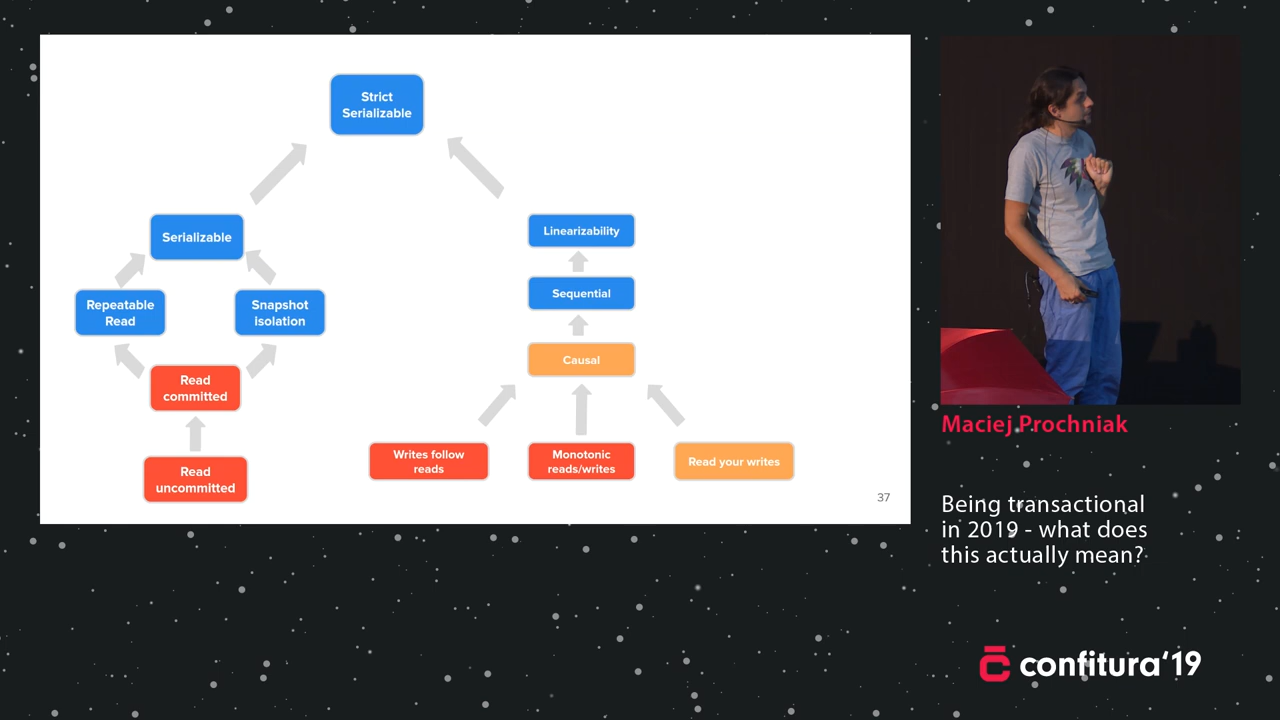 Strict
Serializable
Serializable
Linearizability
Repeatable
Read
Snapshot
isolation
Sequential
Causal
Read
committed
Writes follow
reads
Monotonic
reads/writes
Read your writes
Read
uncommitted
37
Maciej Prochniak
Being transactional
in 2019 - what does
this actually mean?
confitura'19